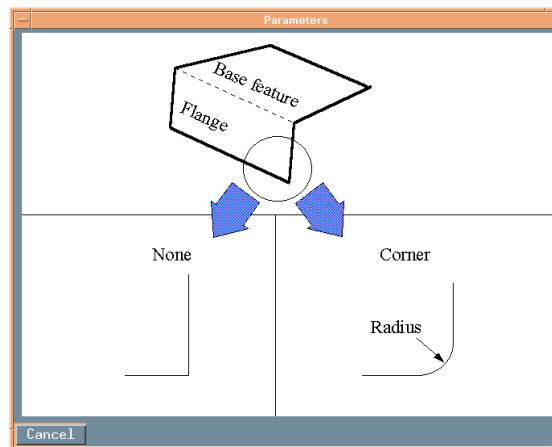 Parameters
Base feature
Flange
None
Corner
Radius
Cancel